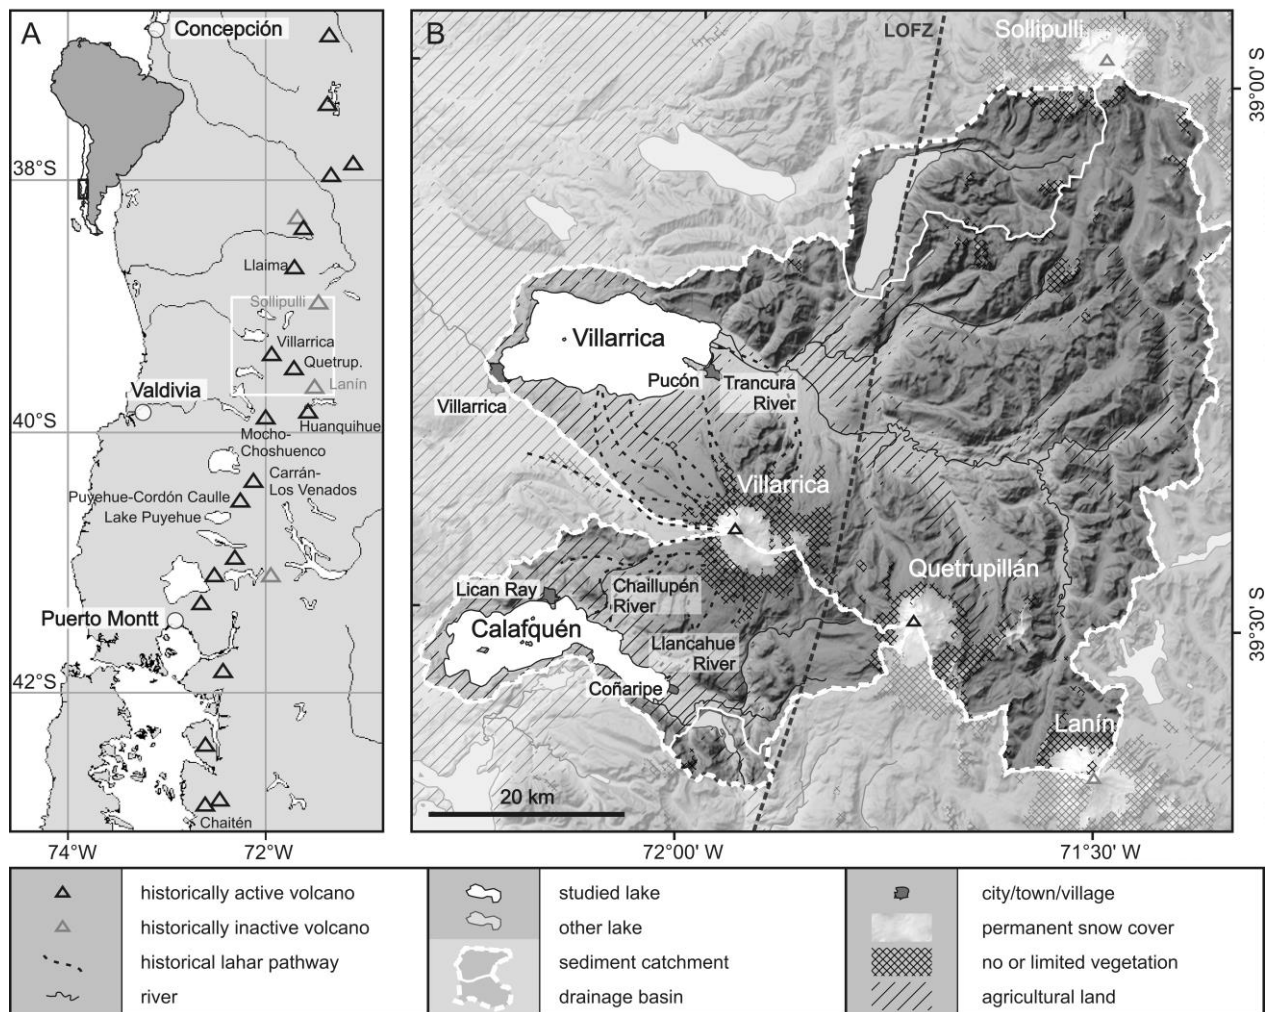 A
Concepción
38°S
Llaima
Sollipulli
Villarrica
Quetrup.
Lanín
Valdivia
Huanquihue
40°S
Mocho-
Choshuenco
Carrán-
Los Venados
Puyehue-Cordón Caulle
Lake Puyehue
Puerto Montt
42°S
Chaitén
74°W
72°W
B
LOFZ
Sollipulli
39°00' S
Villarrica
Pucón
Trancura
River
Villarrica
Villarrica
Quetrupillán
Lican Ray
Chaillupén
River
Calafquén
Llancahue
River
39°30' S
Coñaripe
Lanín
20 km
72°00' W
71°30' W
historically active volcano
historically inactive volcano
historical lahar pathway
river
studied lake
other lake
sediment catchment
drainage basin
city/town/village
permanent snow cover
no or limited vegetation
agricultural land